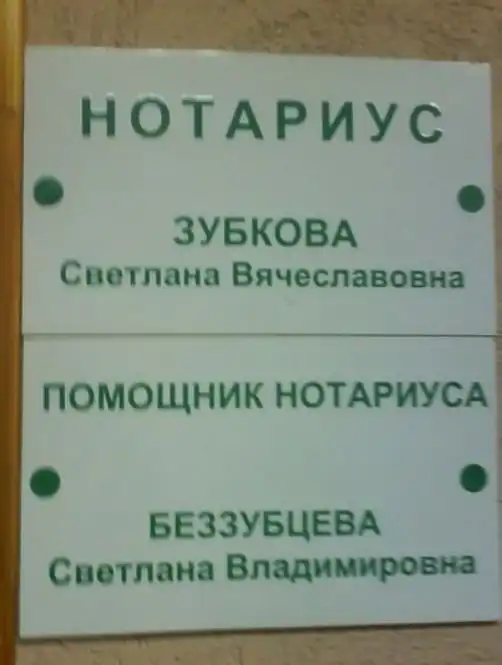 НОТАРИУС
ЗУБКОВА
Светлана Вячеславовна
ПОМОЩНИК НОТАРИУСА
БЕЗЗУБЦЕВА
Светлана Владимировна